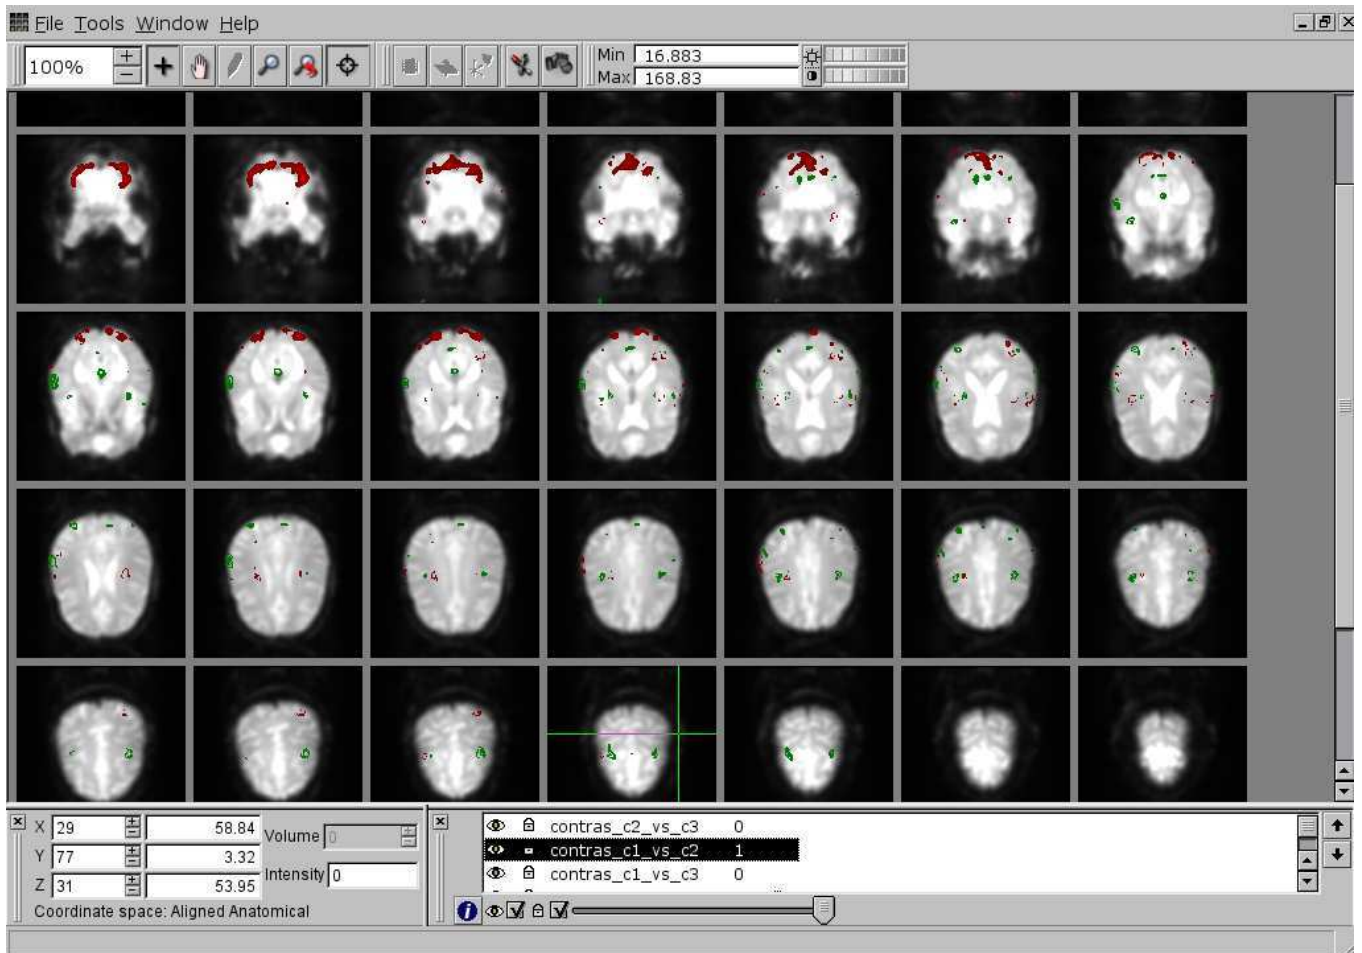 File Tools Window Help
100%
Min 16.883
Max 168.83
X 29 58.84 Volume 0
Y 77 3.32
Z 31 53.95 Intensity 0
Coordinate space: Aligned Anatomical
contras_c2_vs_c3 0
contras_c1_vs_c2 1
contras_c1_vs_c3 0